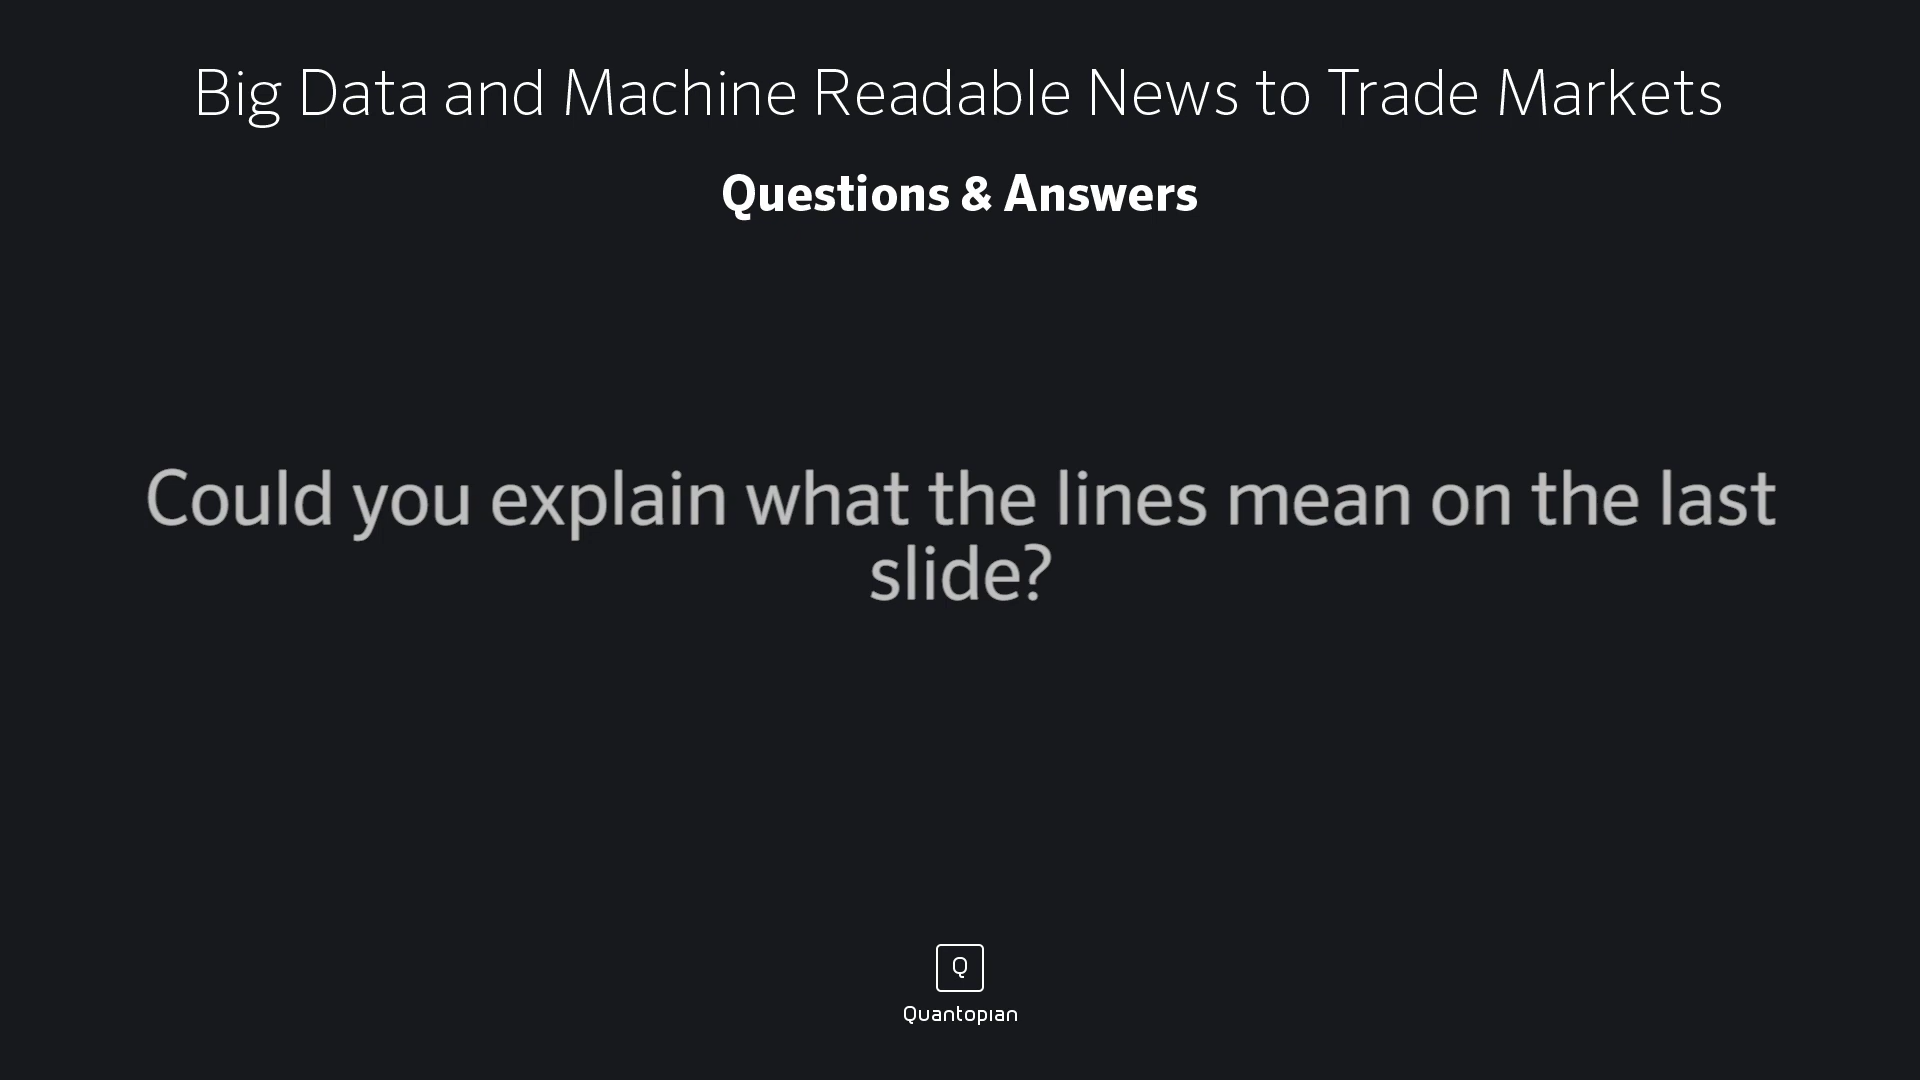 Big Data and Machine Readable News to Trade Markets
Questions & Answers
Could you explain what the lines mean on the last
slide?
Q
Quantopian